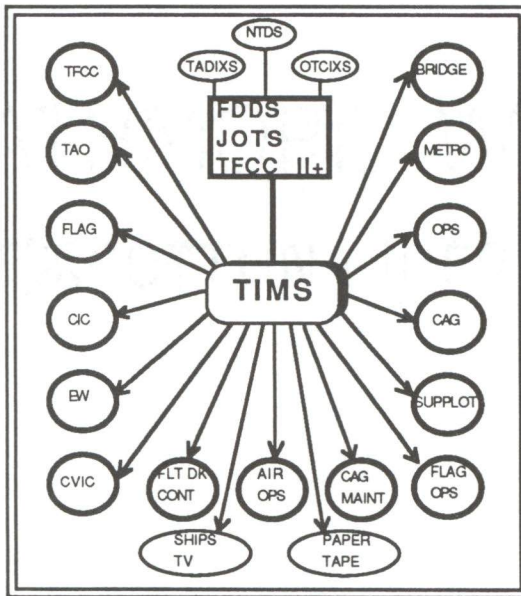 NTDS
TADIXS
OTCIXS
FDDS
JOTS
TFCC II+
TIMS
TFCC
TAO
FLAG
CIC
EW
CVIC
FLT DK
CONT
AIR
OPS
CAG
MAINT
FLAG
OPS
SUPPLOT
CAG
OPS
METRO
BRIDGE
SHIPS
TV
PAPER
TAPE